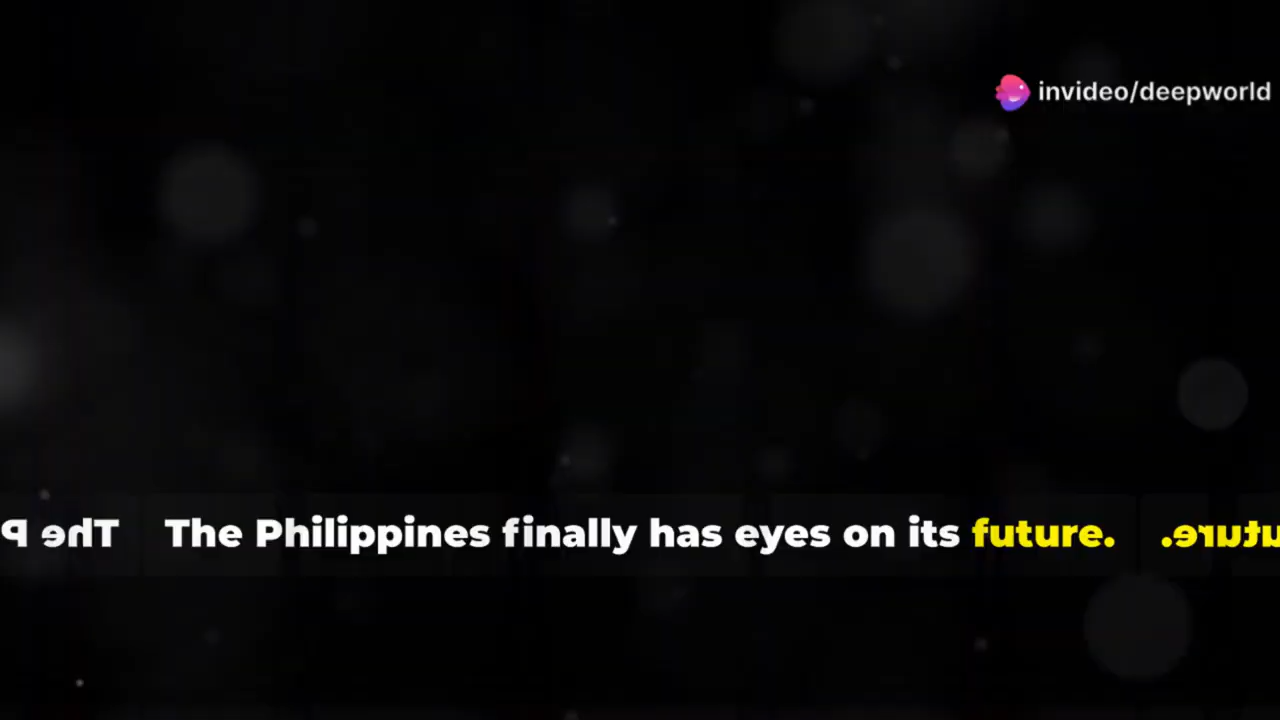 invideo/deepworld
The Philippines finally has eyes on its future.